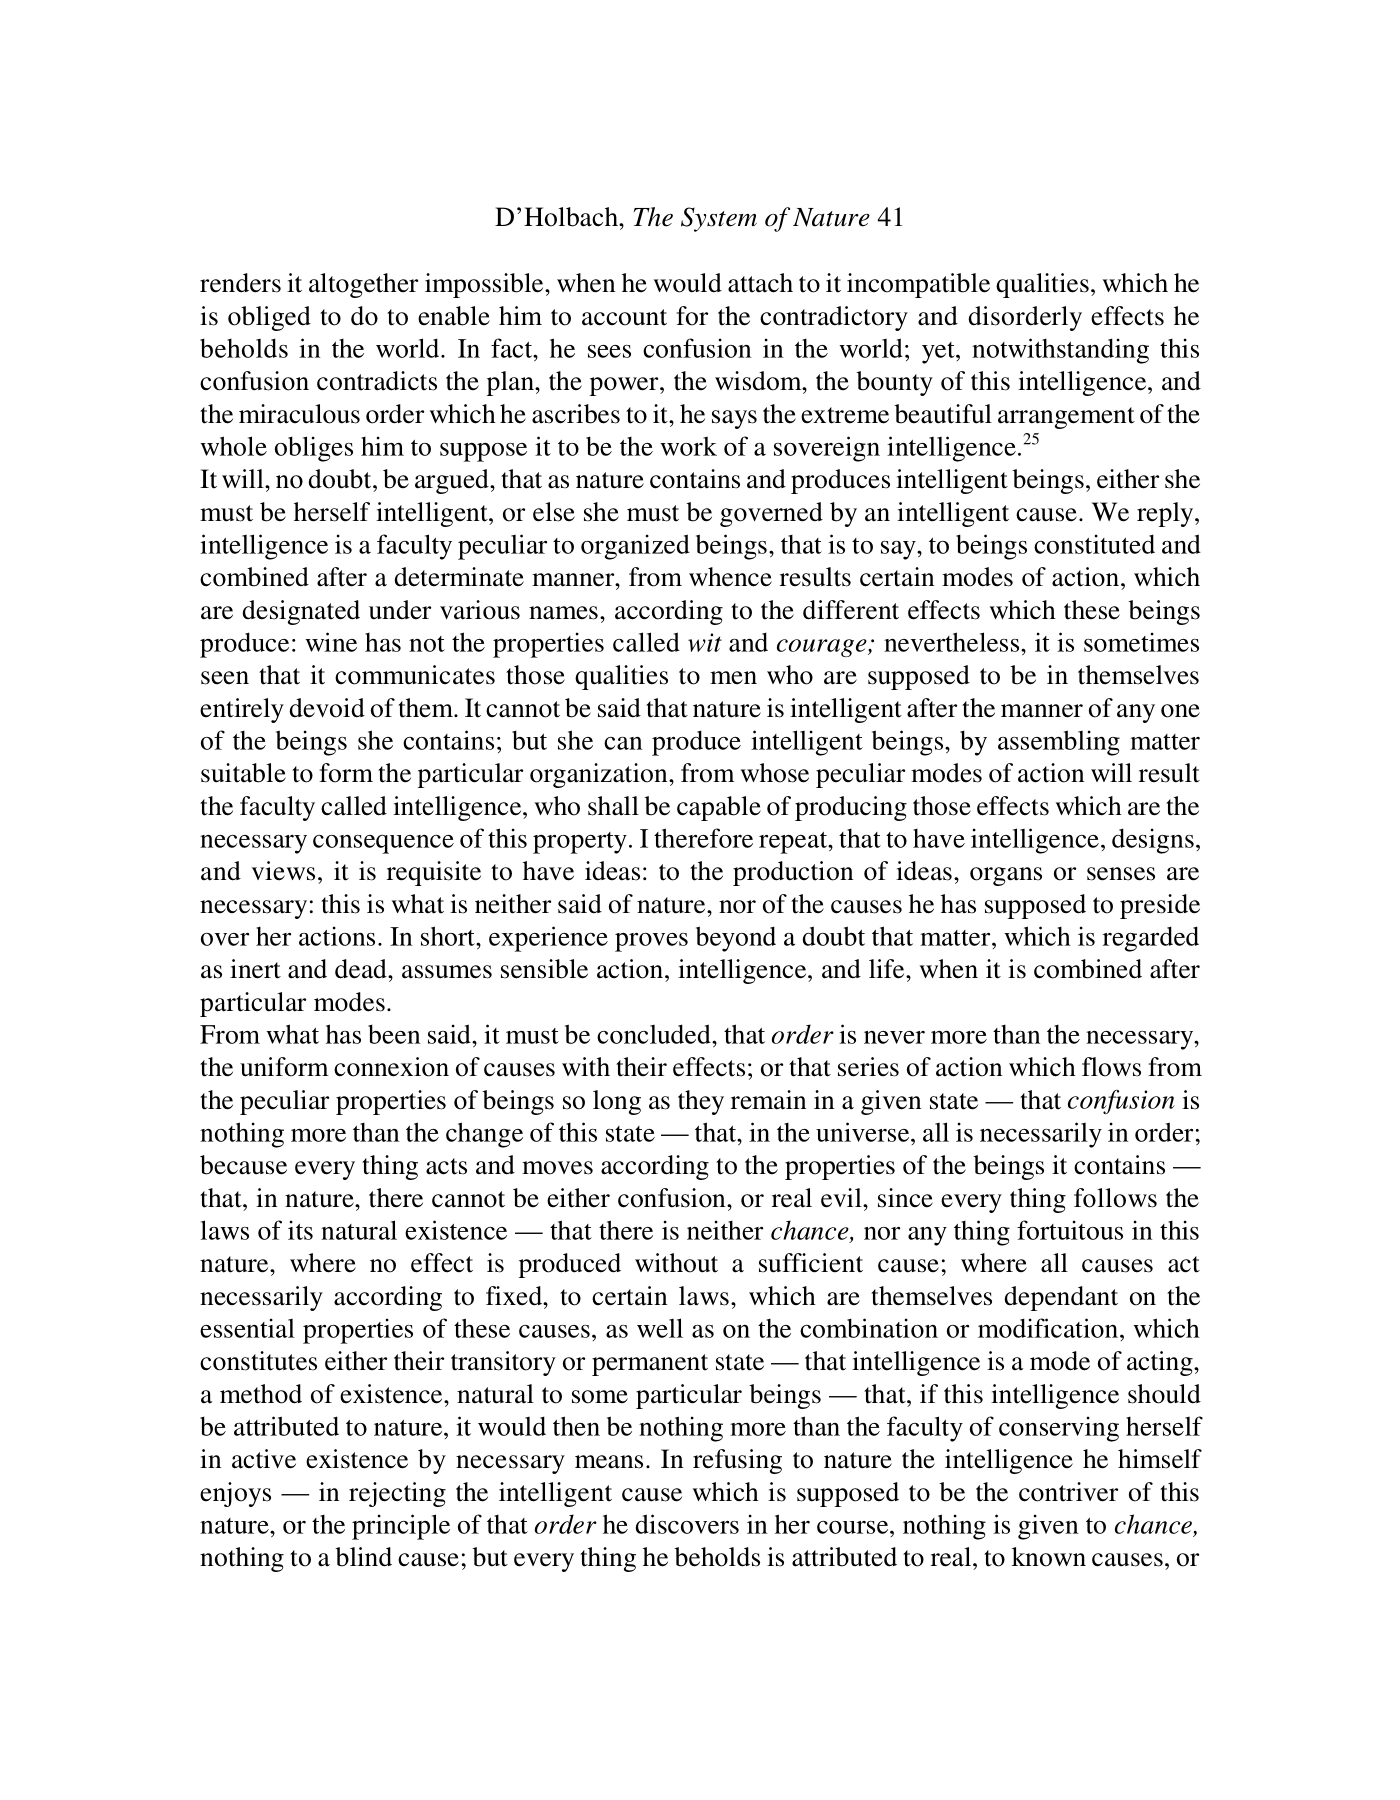 D’Holbach, The System of Nature 41
renders it altogether impossible, when he would attach to it incompatible qualities, which he
is obliged to do to enable him to account for the contradictory and disorderly effects he
beholds in the world. In fact, he sees confusion in the world; yet, notwithstanding this
confusion contradicts the plan, the power, the wisdom, the bounty of this intelligence, and
the miraculous order which he ascribes to it, he says the extreme beautiful arrangement of the
whole obliges him to suppose it to be the work of a sovereign intelligence.25
It will, no doubt, be argued, that as nature contains and produces intelligent beings, either she
must be herself intelligent, or else she must be governed by an intelligent cause. We reply,
intelligence is a faculty peculiar to organized beings, that is to say, to beings constituted and
combined after a determinate manner, from whence results certain modes of action, which
are designated under various names, according to the different effects which these beings
produce: wine has not the properties called wit and courage; nevertheless, it is sometimes
seen that it communicates those qualities to men who are supposed to be in themselves
entirely devoid of them. It cannot be said that nature is intelligent after the manner of any one
of the beings she contains; but she can produce intelligent beings, by assembling matter
suitable to form the particular organization, from whose peculiar modes of action will result
the faculty called intelligence, who shall be capable of producing those effects which are the
necessary consequence of this property. I therefore repeat, that to have intelligence, designs,
and views, it is requisite to have ideas: to the production of ideas, organs or senses are
necessary: this is what is neither said of nature, nor of the causes he has supposed to preside
over her actions. In short, experience proves beyond a doubt that matter, which is regarded
as inert and dead, assumes sensible action, intelligence, and life, when it is combined after
particular modes.
From what has been said, it must be concluded, that order is never more than the necessary,
the uniform connexion of causes with their effects; or that series of action which flows from
the peculiar properties of beings so long as they remain in a given state — that confusion is
nothing more than the change of this state — that, in the universe, all is necessarily in order;
because every thing acts and moves according to the properties of the beings it contains —
that, in nature, there cannot be either confusion, or real evil, since every thing follows the
laws of its natural existence — that there is neither chance, nor any thing fortuitous in this
nature, where no effect is produced without a sufficient cause; where all causes act
necessarily according to fixed, to certain laws, which are themselves dependant on the
essential properties of these causes, as well as on the combination or modification, which
constitutes either their transitory or permanent state — that intelligence is a mode of acting,
a method of existence, natural to some particular beings — that, if this intelligence should
be attributed to nature, it would then be nothing more than the faculty of conserving herself
in active existence by necessary means. In refusing to nature the intelligence he himself
enjoys — in rejecting the intelligent cause which is supposed to be the contriver of this
nature, or the principle of that order he discovers in her course, nothing is given to chance,
nothing to a blind cause; but every thing he beholds is attributed to real, to known causes, or